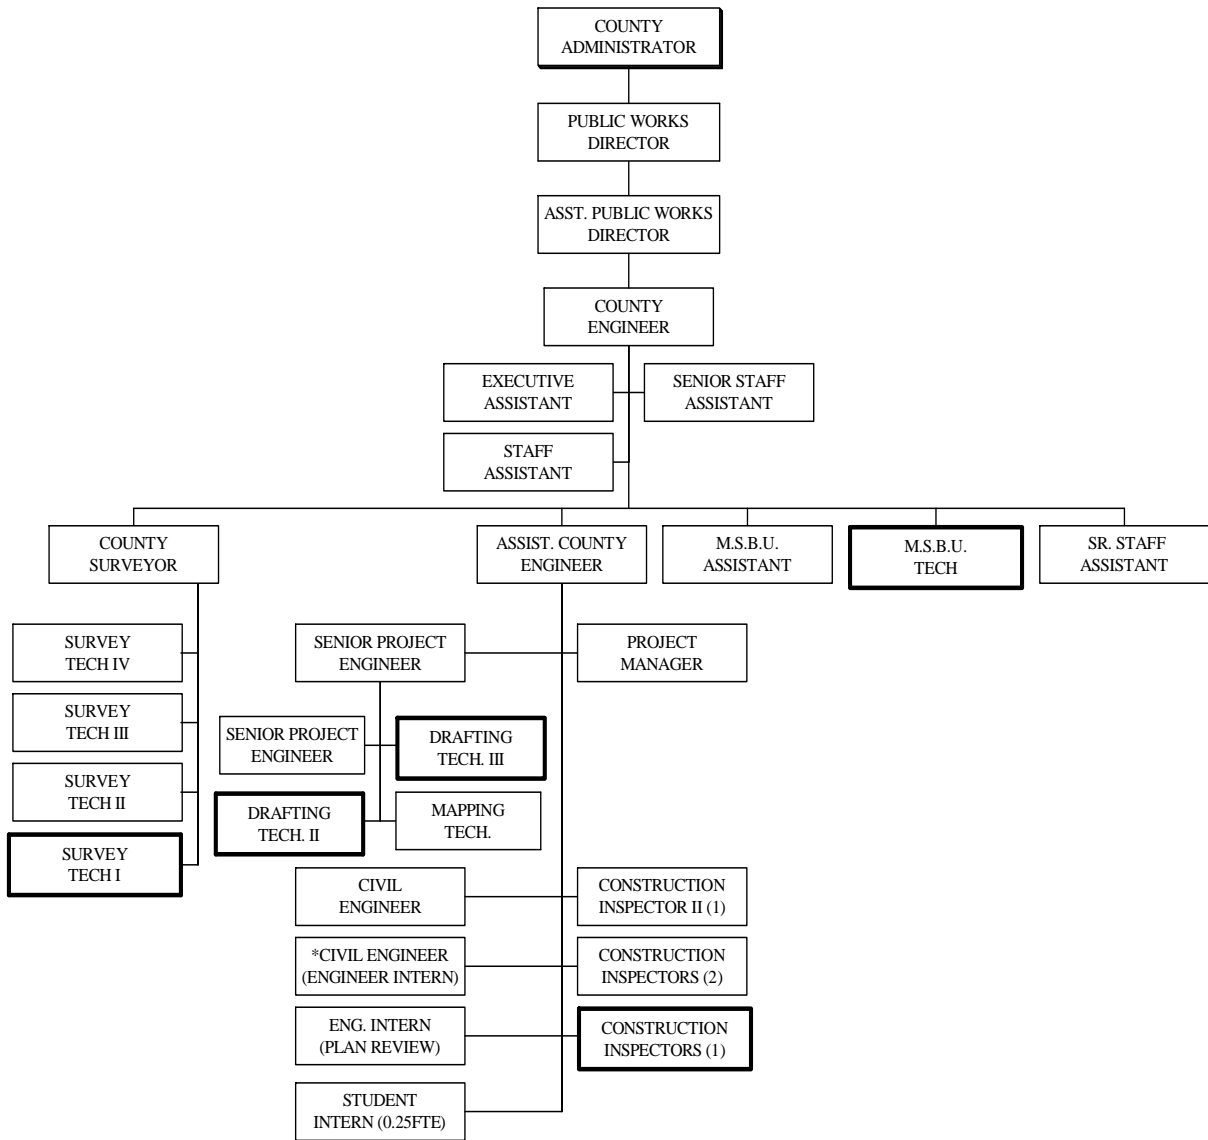 COUNTY
ADMINISTRATOR
PUBLIC WORKS
DIRECTOR
ASST. PUBLIC WORKS
DIRECTOR
COUNTY
ENGINEER
EXECUTIVE
ASSISTANT
SENIOR STAFF
ASSISTANT
STAFF
ASSISTANT
COUNTY
SURVEYOR
ASSIST. COUNTY
ENGINEER
M.S.B.U.
ASSISTANT
M.S.B.U.
TECH
SR. STAFF
ASSISTANT
SURVEY
TECH IV
SURVEY
TECH III
SURVEY
TECH II
SURVEY
TECH I
SENIOR PROJECT
ENGINEER
PROJECT
MANAGER
SENIOR PROJECT
ENGINEER
DRAFTING
TECH. III
DRAFTING
TECH. II
MAPPING
TECH.
CIVIL
ENGINEER
CONSTRUCTION
INSPECTOR II (1)
*CIVIL ENGINEER
(ENGINEER INTERN)
CONSTRUCTION
INSPECTORS (2)
ENG. INTERN
(PLAN REVIEW)
CONSTRUCTION
INSPECTORS (1)
STUDENT
INTERN (0.25FTE)